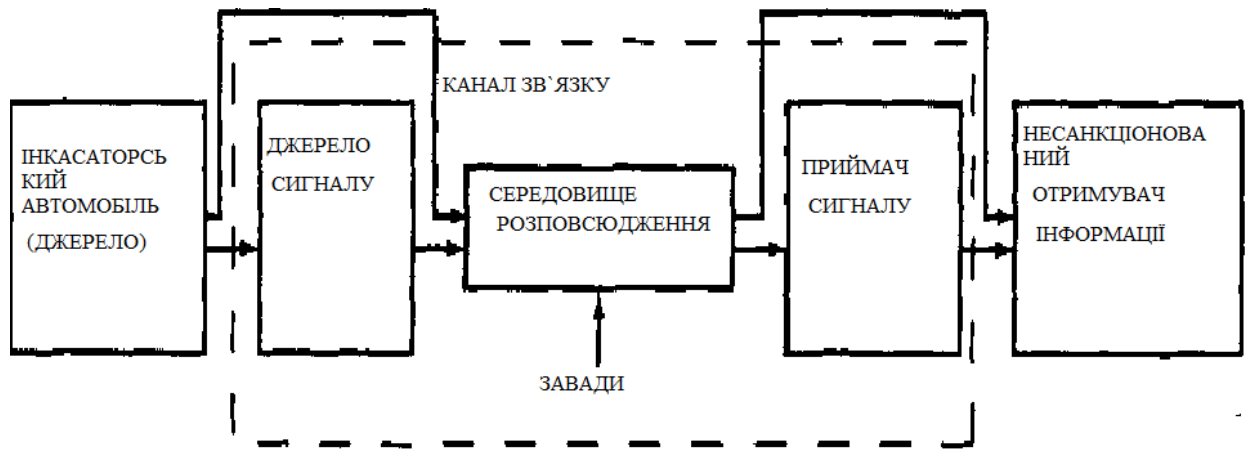 КАНАЛ ЗВ`ЯЗКУ
ІНКАСАТОРСЬ
КИЙ
АВТОМОБІЛЬ
(ДЖЕРЕЛО)
ДЖЕРЕЛО
СИГНАЛУ
СЕРЕДОВИЩЕ
РОЗПОВСЮДЖЕННЯ
ПРИЙМАЧ
СИГНАЛУ
НЕСАНКЦІОНОВА
НИЙ
ОТРИМУВАЧ
ІНФОРМАЦІЇ
ЗАВАДИ